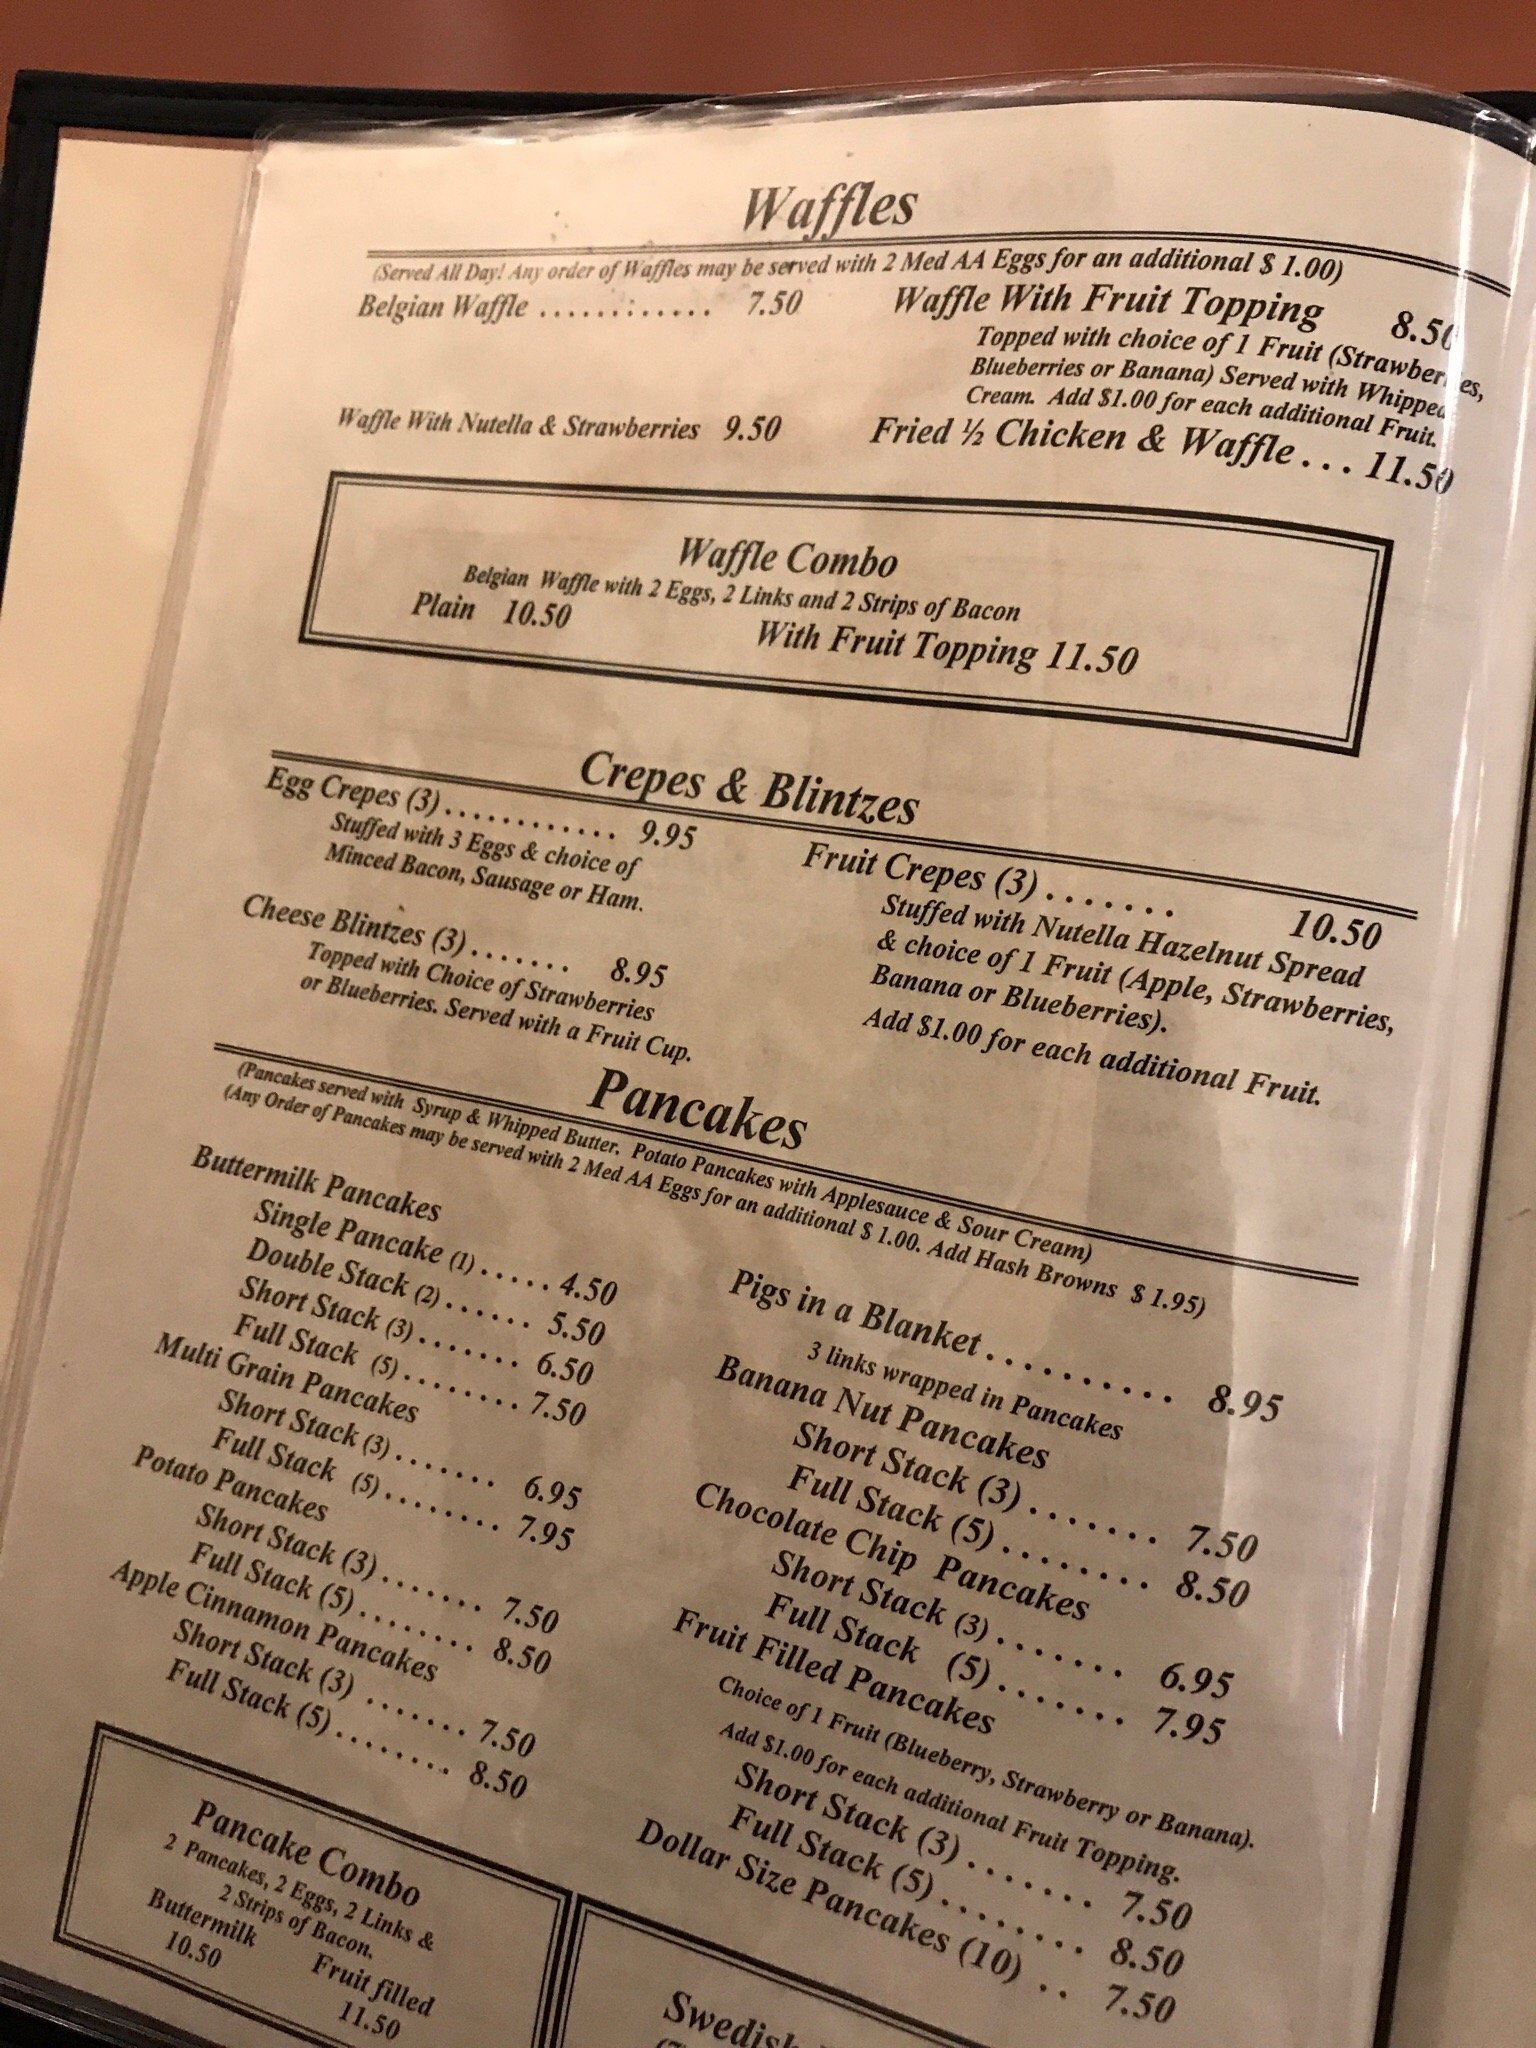 Waffles
(Served All Day! Any order of Waffles may be served with 2 Med AA Eggs for an additional $ 1.00)
Belgian Waffle ............ 7.50
Waffle With Nutella & Strawberries 9.50
Waffle With Fruit Topping 8.50
Topped with choice of 1 Fruit (Strawberries,
Blueberries or Banana) Served with Whipped
Cream. Add $1.00 for each additional Fruit.
Fried ½ Chicken & Waffle ... 11.50
Waffle Combo
Belgian Waffle with 2 Eggs, 2 Links and 2 Strips of Bacon
Plain 10.50 With Fruit Topping 11.50
Crepes & Blintzes
Egg Crepes (3) ............ 9.95
Stuffed with 3 Eggs & choice of
Minced Bacon, Sausage or Ham.
Cheese Blintzes (3) ....... 8.95
Topped with Choice of Strawberries
or Blueberries. Served with a Fruit Cup.
Fruit Crepes (3) ....... 10.50
Stuffed with Nutella Hazelnut Spread
& choice of 1 Fruit (Apple, Strawberries,
Banana or Blueberries).
Add $1.00 for each additional Fruit.
Pancakes
(Pancakes served with Syrup & Whipped Butter. Potato Pancakes with Applesauce & Sour Cream)
(Any Order of Pancakes may be served with 2 Med AA Eggs for an additional $ 1.00. Add Hash Browns $ 1.95)
Buttermilk Pancakes
Single Pancake (1) ..... 4.50
Double Stack (2) ....... 5.50
Short Stack (3) ....... 6.50
Full Stack (5) ........ 7.50
Multi Grain Pancakes
Short Stack (3) ....... 6.95
Full Stack (5) ........ 7.95
Potato Pancakes
Short Stack (3) ....... 7.50
Full Stack (5) ........ 8.50
Apple Cinnamon Pancakes
Short Stack (3) ....... 7.50
Full Stack (5) ........ 8.50
Pigs in a Blanket ......... 8.95
3 links wrapped in Pancakes
Banana Nut Pancakes
Short Stack (3) ....... 7.50
Full Stack (5) ........ 8.50
Chocolate Chip Pancakes
Short Stack (3) ....... 6.95
Full Stack (5) ....... 7.95
Fruit Filled Pancakes
Choice of 1 Fruit (Blueberry, Strawberry or Banana).
Add $1.00 for each additional Fruit Topping.
Short Stack (3) ....... 7.50
Full Stack (5) ........ 8.50
Dollar Size Pancakes (10) .. 7.50
Pancake Combo
2 Pancakes, 2 Eggs, 2 Links &
2 Strips of Bacon.
Buttermilk Fruit filled
10.50 11.50
Swedish